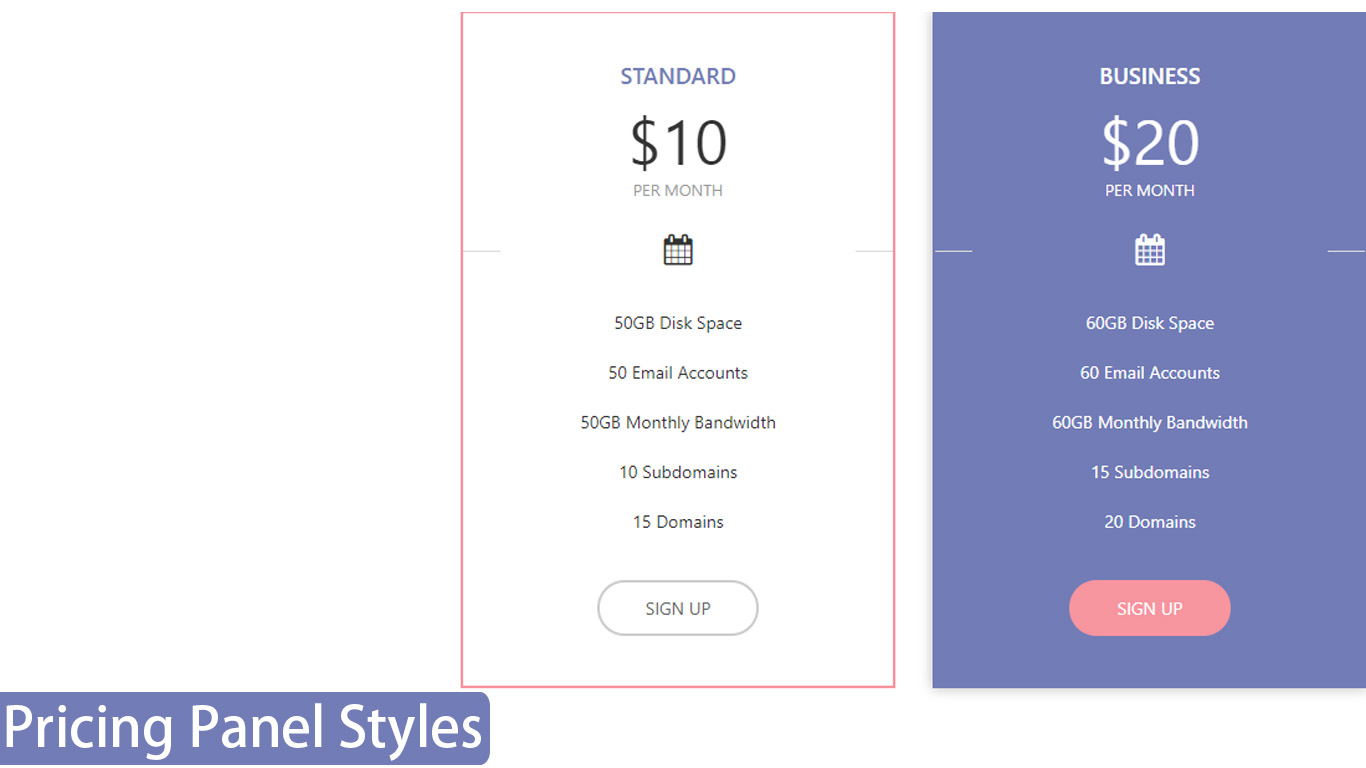 STANDARD
$10
PER MONTH
50GB Disk Space
50 Email Accounts
50GB Monthly Bandwidth
10 Subdomains
15 Domains
SIGN UP
BUSINESS
$20
PER MONTH
60GB Disk Space
60 Email Accounts
60GB Monthly Bandwidth
15 Subdomains
20 Domains
SIGN UP
Pricing Panel Styles